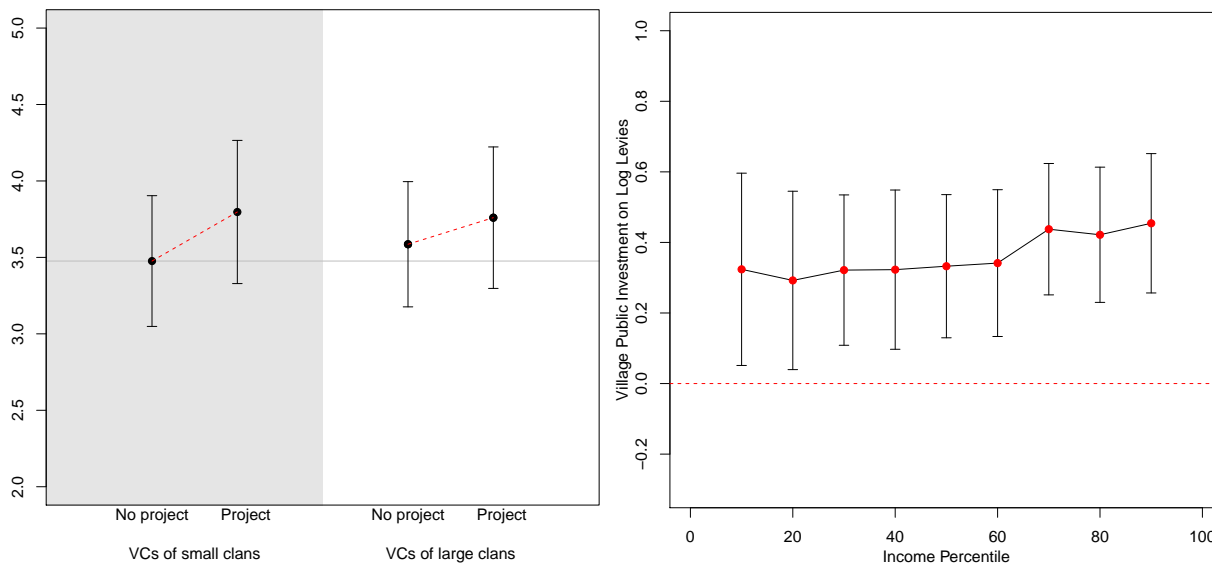 5.0
4.5
4.0
3.5
3.0
2.5
2.0
No project Project No project Project
VCs of small clans VCs of large clans
Village Public Investment on Log Levies
1.0
0.8
0.6
0.4
0.2
0.0
−0.2
0 20 40 60 80 100
Income Percentile